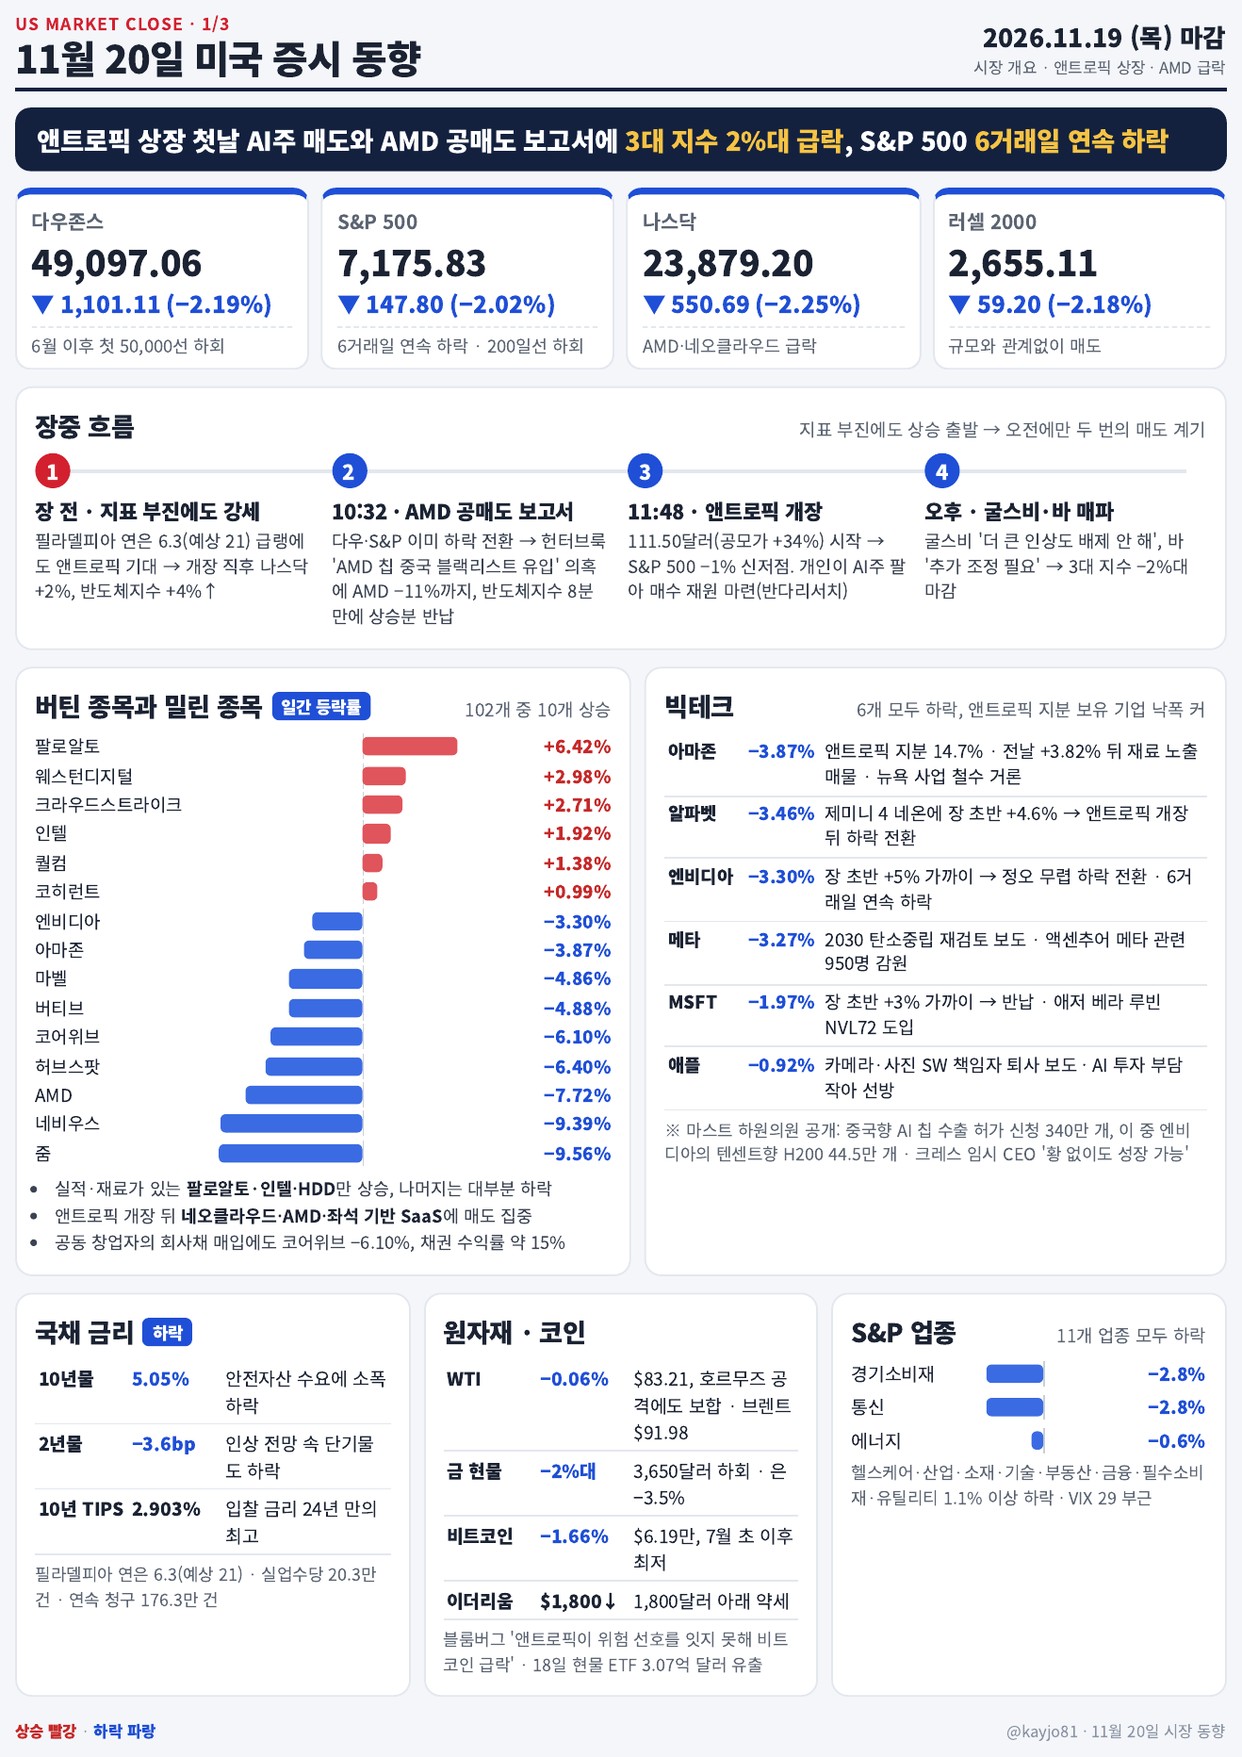 US MARKET CLOSE · 1/3
11월 20일 미국 증시 동향
2026.11.19 (목) 마감
시장 개요 · 앤트로픽 상장 · AMD 급락
앤트로픽 상장 첫날 AI주 매도와 AMD 공매도 보고서에 3대 지수 2%대 급락, S&P 500 6거래일 연속 하락
다우존스
49,097.06
▼ 1,101.11 (−2.19%)
6월 이후 첫 50,000선 하회
S&P 500
7,175.83
▼ 147.80 (−2.02%)
6거래일 연속 하락 · 200일선 하회
나스닥
23,879.20
▼ 550.69 (−2.25%)
AMD·네오클라우드 급락
러셀 2000
2,655.11
▼ 59.20 (−2.18%)
규모와 관계없이 매도
장중 흐름
지표 부진에도 상승 출발 → 오전에만 두 번의 매도 계기
1
장 전 · 지표 부진에도 강세
필라델피아 연은 6.3(예상 21) 급랭에
도 앤트로픽 기대 → 개장 직후 나스닥
+2%, 반도체지수 +4%↑
2
10:32 · AMD 공매도 보고서
다우·S&P 이미 하락 전환 → 헌터브룩
'AMD 칩 중국 블랙리스트 유입' 의혹
에 AMD −11%까지, 반도체지수 8분
만에 상승분 반납
3
11:48 · 앤트로픽 개장
111.50달러(공모가 +34%) 시작 →
S&P 500 −1% 신저점. 개인이 AI주 팔
아 매수 재원 마련(반다리서치)
4
오후 · 굴스비·바 매파
굴스비 '더 큰 인상도 배제 안 해', 바
'추가 조정 필요' → 3대 지수 −2%대
마감
버틴 종목과 밀린 종목 일간 등락률
102개 중 10개 상승
팔로알토 +6.42%
웨스턴디지털 +2.98%
크라우드스트라이크 +2.71%
인텔 +1.92%
퀄컴 +1.38%
코히런트 +0.99%
엔비디아 −3.30%
아마존 −3.87%
마벨 −4.86%
버티브 −4.88%
코어위브 −6.10%
허브스팟 −6.40%
AMD −7.72%
네비우스 −9.39%
줌 −9.56%
• 실적·재료가 있는 팔로알토·인텔·HDD만 상승, 나머지는 대부분 하락
• 앤트로픽 개장 뒤 네오클라우드·AMD·좌석 기반 SaaS에 매도 집중
• 공동 창업자의 회사채 매입에도 코어위브 −6.10%, 채권 수익률 약 15%
빅테크
6개 모두 하락, 앤트로픽 지분 보유 기업 낙폭 커
아마존 −3.87% 앤트로픽 지분 14.7% · 전날 +3.82% 뒤 재료 노출
매물 · 뉴욕 사업 철수 거론
알파벳 −3.46% 제미니 4 네온에 장 초반 +4.6% → 앤트로픽 개장
뒤 하락 전환
엔비디아 −3.30% 장 초반 +5% 가까이 → 정오 무렵 하락 전환 · 6거
래일 연속 하락
메타 −3.27% 2030 탄소중립 재검토 보도 · 액센추어 메타 관련
950명 감원
MSFT −1.97% 장 초반 +3% 가까이 → 반납 · 애저 베라 루빈
NVL72 도입
애플 −0.92% 카메라·사진 SW 책임자 퇴사 보도 · AI 투자 부담
작아 선방
※ 마스트 하원의원 공개: 중국향 AI 칩 수출 허가 신청 340만 개, 이 중 엔비
디아의 텐센트향 H200 44.5만 개 · 크레스 임시 CEO '황 없이도 성장 가능'
국채 금리 하락
10년물 5.05% 안전자산 수요에 소폭
하락
2년물 −3.6bp 인상 전망 속 단기물
도 하락
10년 TIPS 2.903% 입찰 금리 24년 만의
최고
필라델피아 연은 6.3(예상 21) · 실업수당 20.3만
건 · 연속 청구 176.3만 건
원자재 · 코인
WTI −0.06% $83.21, 호르무즈 공
격에도 보합 · 브렌트
$91.98
금 현물 −2%대 3,650달러 하회 · 은
−3.5%
비트코인 −1.66% $6.19만, 7월 초 이후
최저
이더리움 $1,800↓ 1,800달러 아래 약세
블룸버그 '앤트로픽이 위험 선호를 잇지 못해 비트
코인 급락' · 18일 현물 ETF 3.07억 달러 유출
S&P 업종
11개 업종 모두 하락
경기소비재 −2.8%
통신 −2.8%
에너지 −0.6%
헬스케어·산업·소재·기술·부동산·금융·필수소비
재·유틸리티 1.1% 이상 하락 · VIX 29 부근
상승 빨강 · 하락 파랑
@kayjo81 · 11월 20일 시장 동향